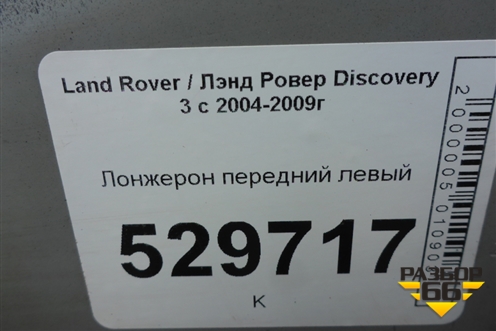 Land Rover / Лэнд Ровер Discovery
3 с 2004-2009г
Лонжерон передний левый
529717
К
РАЗБОР
66